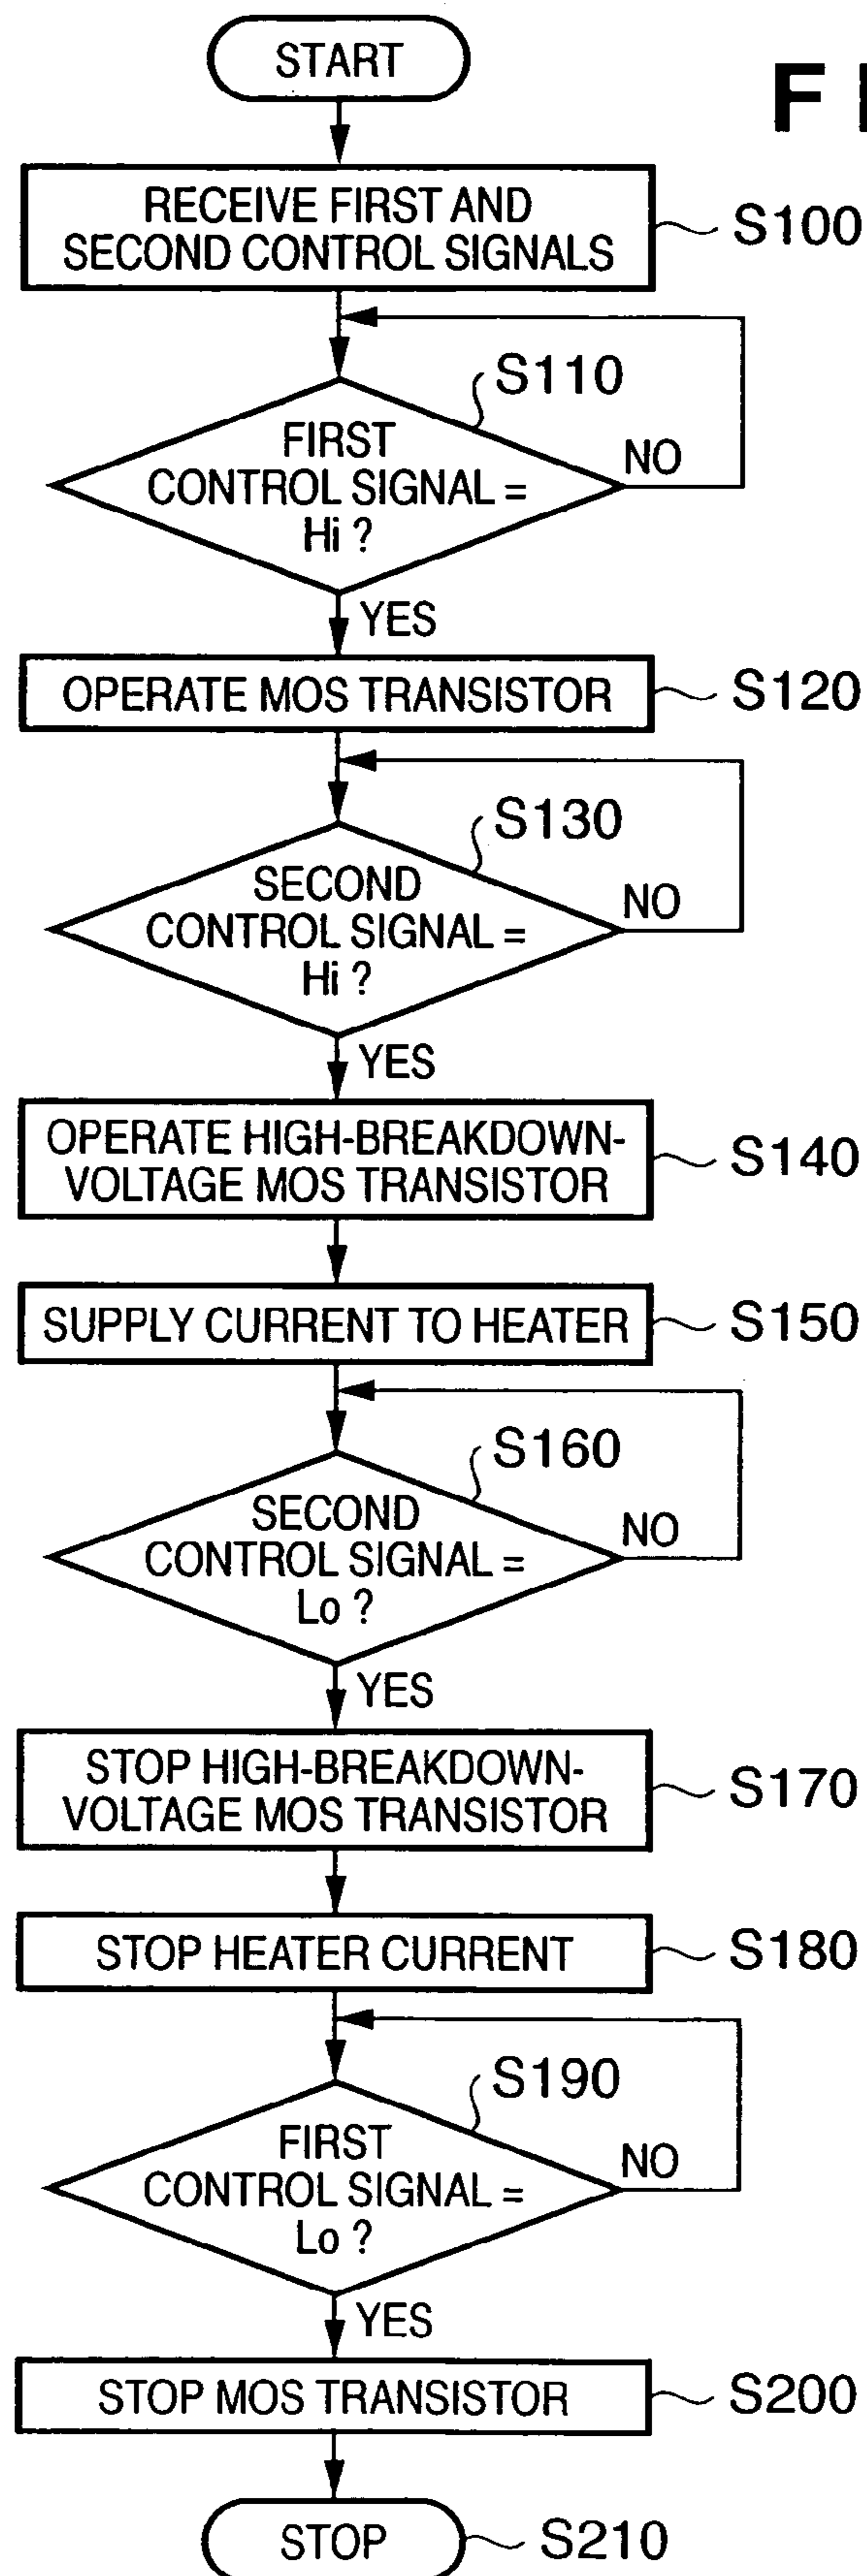 START
F
RECEIVE FIRST AND
SECOND CONTROL SIGNALS
S100
S110
FIRST
CONTROL SIGNAL =
Hi ?
NO
YES
OPERATE MOS TRANSISTOR
S120
S130
SECOND
CONTROL SIGNAL =
Hi ?
NO
YES
OPERATE HIGH-BREAKDOWN-
VOLTAGE MOS TRANSISTOR
S140
SUPPLY CURRENT TO HEATER
S150
S160
SECOND
CONTROL SIGNAL =
Lo ?
NO
YES
STOP HIGH-BREAKDOWN-
VOLTAGE MOS TRANSISTOR
S170
STOP HEATER CURRENT
S180
S190
FIRST
CONTROL SIGNAL =
Lo ?
NO
YES
STOP MOS TRANSISTOR
S200
STOP
S210